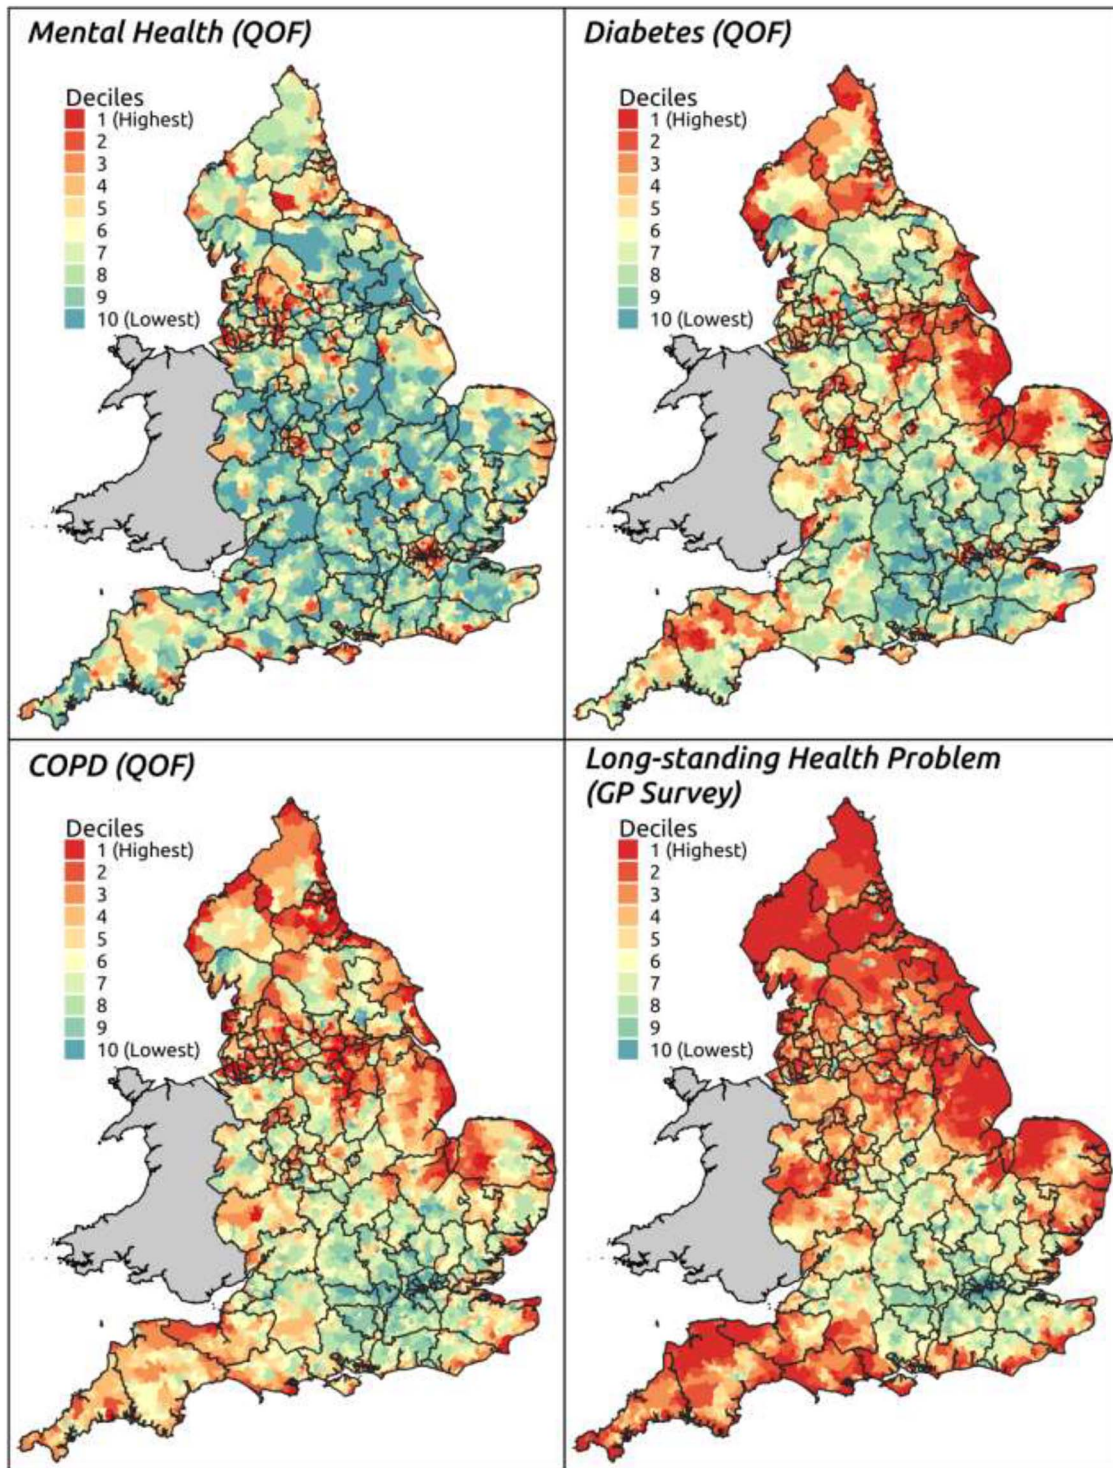 Mental Health (QOF)
Deciles
1 (Highest)
2
3
4
5
6
7
8
9
10 (Lowest)
Diabetes (QOF)
Deciles
1 (Highest)
2
3
4
5
6
7
8
9
10 (Lowest)
COPD (QOF)
Deciles
1 (Highest)
2
3
4
5
6
7
8
9
10 (Lowest)
Long-standing Health Problem
(GP Survey)
Deciles
1 (Highest)
2
3
4
5
6
7
8
9
10 (Lowest)